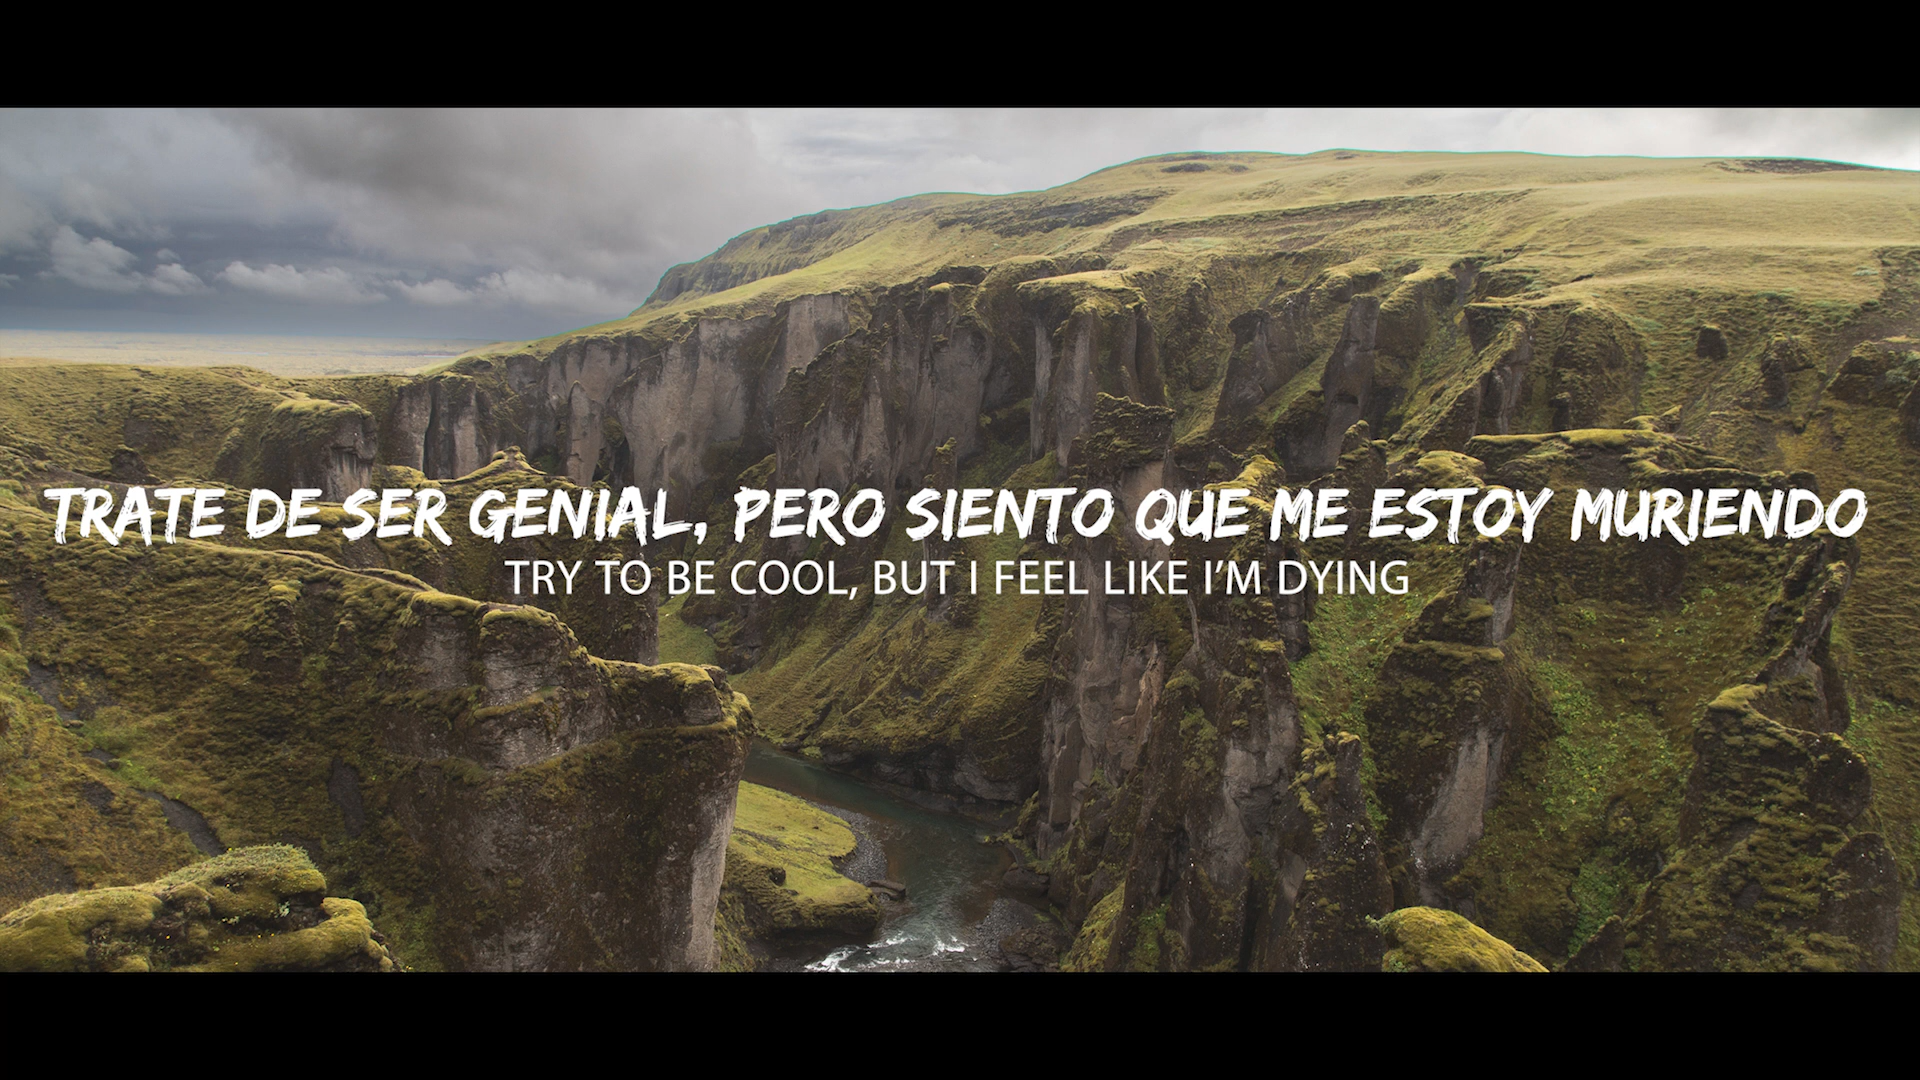 TRATE DE SER GENIAL, PERO SIENTO QUE ME ESTOY MURIENDO
TRY TO BE COOL, BUT I FEEL LIKE I'M DYING